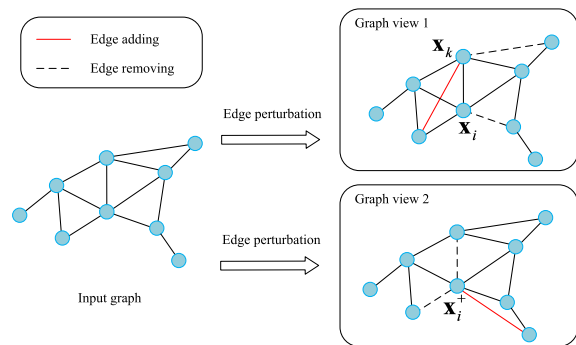 Edge adding
Edge removing
Input graph
Edge perturbation
Edge perturbation
Graph view 1
x_k
x_i
Graph view 2
x_i^+